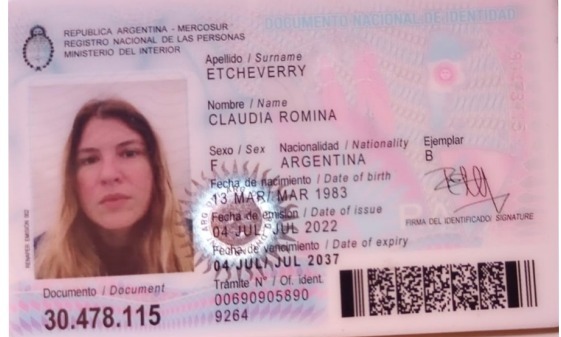 REPUBLICA ARGENTINA - MERCOSUR
REGISTRO NACIONAL DE LAS PERSONAS
MINISTERIO DEL INTERIOR
DOCUMENTO NACIONAL DE IDENTIDAD
Apellido / Surname
ETCHEVERRY
Nombre / Name
CLAUDIA ROMINA
Sexo / Sex Nacionalidad / Nationality Ejemplar
F ARGENTINA B
Fecha de nacimiento / Date of birth
13 MAR/ MAR 1983
Fecha de emisión / Date of issue
04 JUL/ JUL 2022
FIRMA DEL IDENTIFICADO/ SIGNATURE
Fecha de vencimiento / Date of expiry
04 JUL/ JUL 2037
Documento / Document
30.478.115
Trámite N° / Of. ident.
00690905890
9264